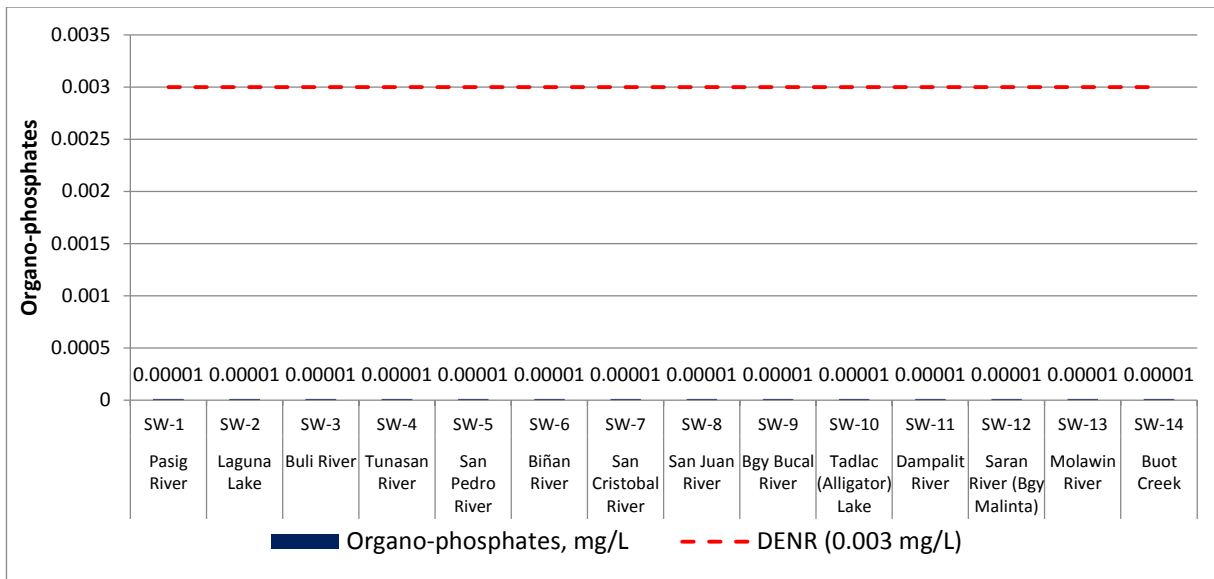 0.0035
0.003
0.0025
0.002
0.0015
0.001
0.0005
0
Organo-phosphates
0.00001 0.00001 0.00001 0.00001 0.00001 0.00001 0.00001 0.00001 0.00001 0.00001 0.00001 0.00001 0.00001 0.00001
SW-1 SW-2 SW-3 SW-4 SW-5 SW-6 SW-7 SW-8 SW-9 SW-10 SW-11 SW-12 SW-13 SW-14
Pasig River
Laguna Lake
Buli River
Tunasan River
San Pedro River
Biñan River
San Cristobal River
San Juan River
Bgy Bucal River
Tadlac (Alligator) Lake
Dampalit River
Saran River (Bgy Malinta)
Molawin River
Buot Creek
Organo-phosphates, mg/L DENR (0.003 mg/L)